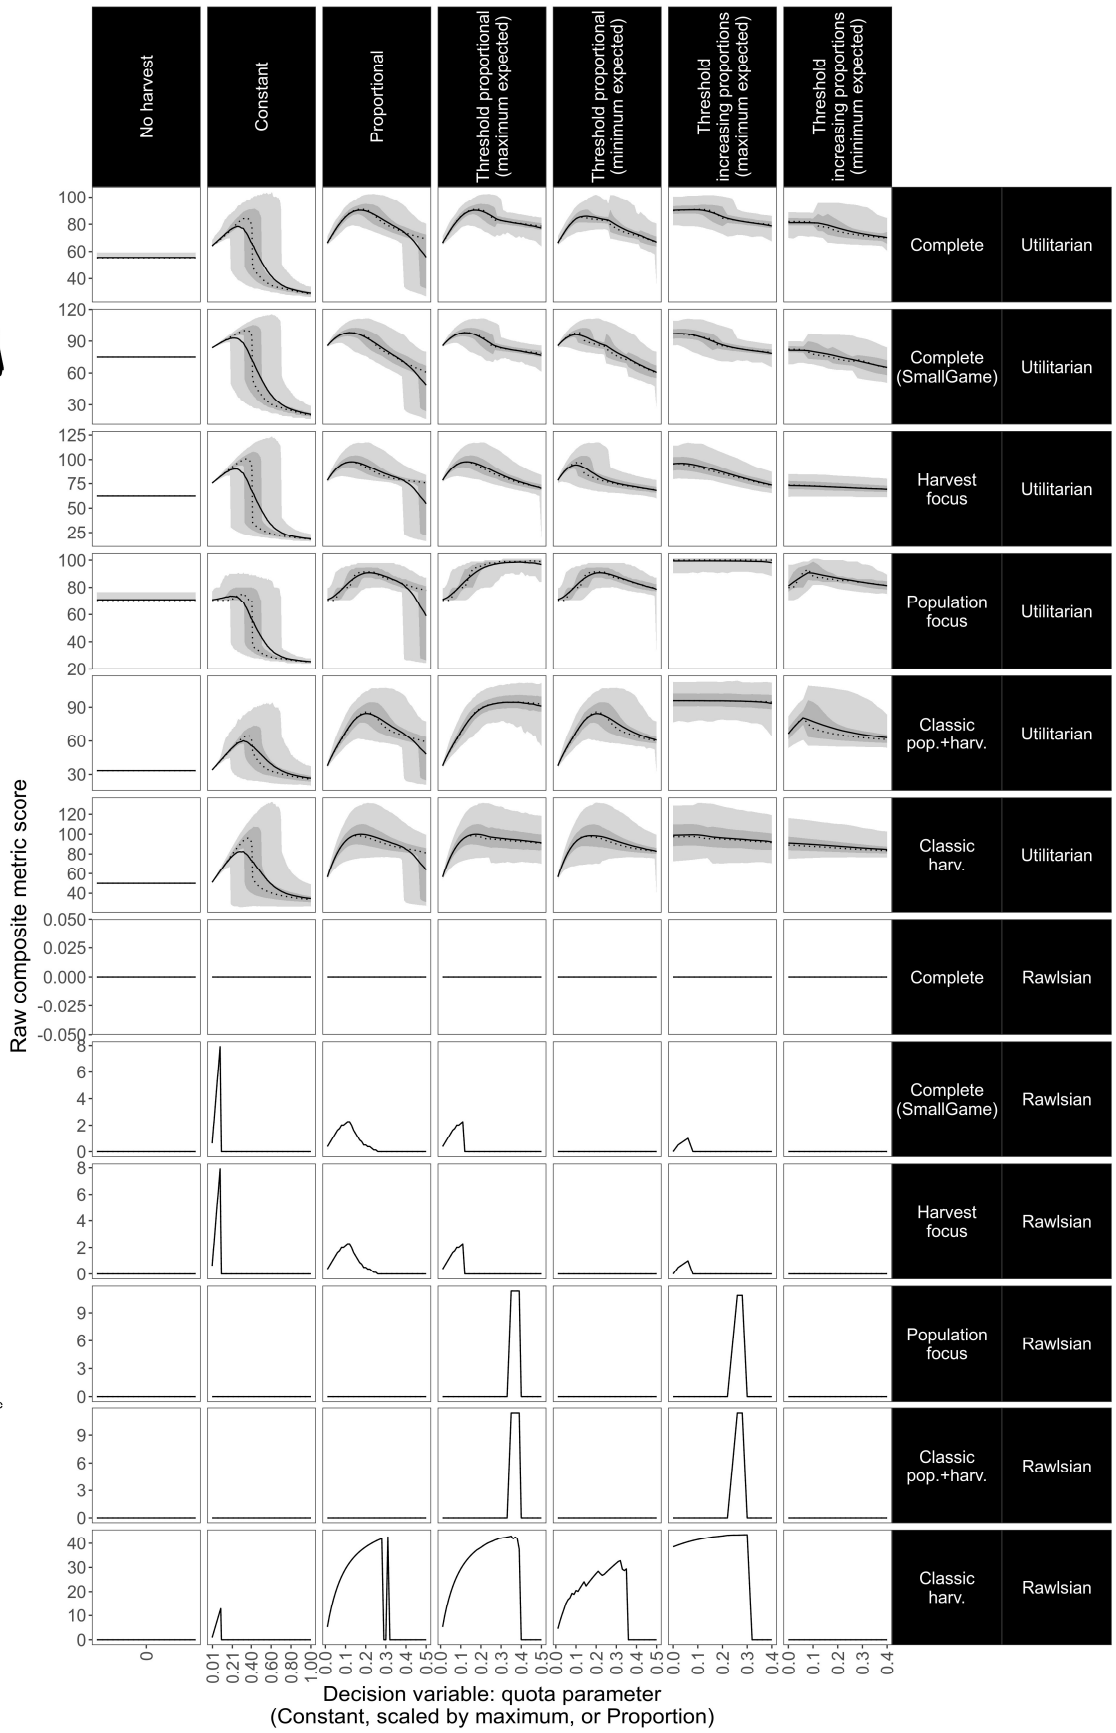 No harvest
Constant
Proportional
Threshold proportional
(maximum expected)
Threshold proportional
(minimum expected)
Threshold
increasing proportions
(maximum expected)
Threshold
increasing proportions
(minimum expected)
100
80
60
40
Complete
Utilitarian
120
90
60
30
Complete
(SmallGame)
Utilitarian
125
100
75
50
25
Harvest
focus
Utilitarian
100
80
60
40
20
Population
focus
Utilitarian
90
60
30
Classic
pop.+harv.
Utilitarian
120
100
80
60
40
Classic
harv.
Utilitarian
Raw composite metric score
0.050
0.025
0.000
-0.025
-0.050
Complete
Rawlsian
8
6
4
2
0
Complete
(SmallGame)
Rawlsian
8
6
4
2
0
Harvest
focus
Rawlsian
9
6
3
0
Population
focus
Rawlsian
9
6
3
0
Classic
pop.+harv.
Rawlsian
40
30
20
10
0
Classic
harv.
Rawlsian
0
0.01 0.21 0.40 0.60 0.80 1.00
0.0 0.1 0.2 0.3 0.4 0.5
0.0 0.1 0.2 0.3 0.4 0.5
0.0 0.1 0.2 0.3 0.4 0.5
0.0 0.1 0.2 0.3 0.4
0.0 0.1 0.2 0.3 0.4
Decision variable: quota parameter
(Constant, scaled by maximum, or Proportion)